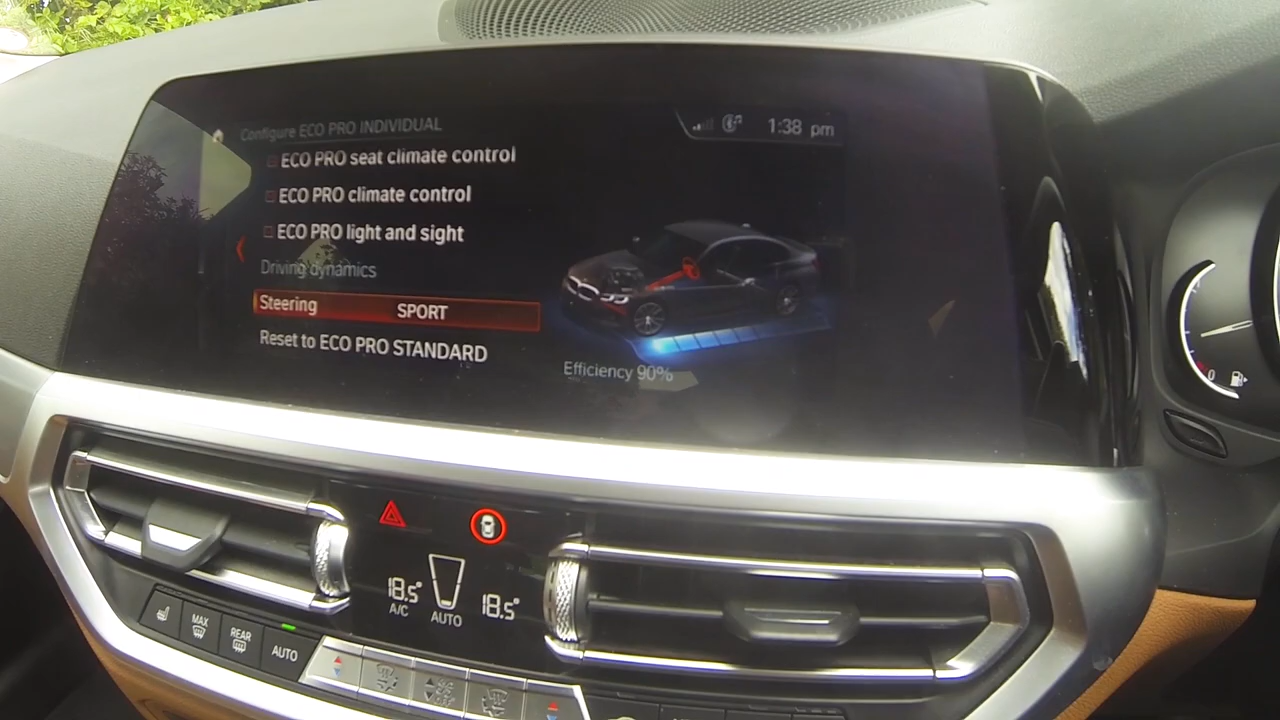 Configure ECO PRO INDIVIDUAL
1:38 pm
ECO PRO seat climate control
ECO PRO climate control
ECO PRO light and sight
Driving dynamics
Steering SPORT
Reset to ECO PRO STANDARD
Efficiency 90%
0
18.5°
A/C
AUTO
18.5°
MAX
REAR
AUTO